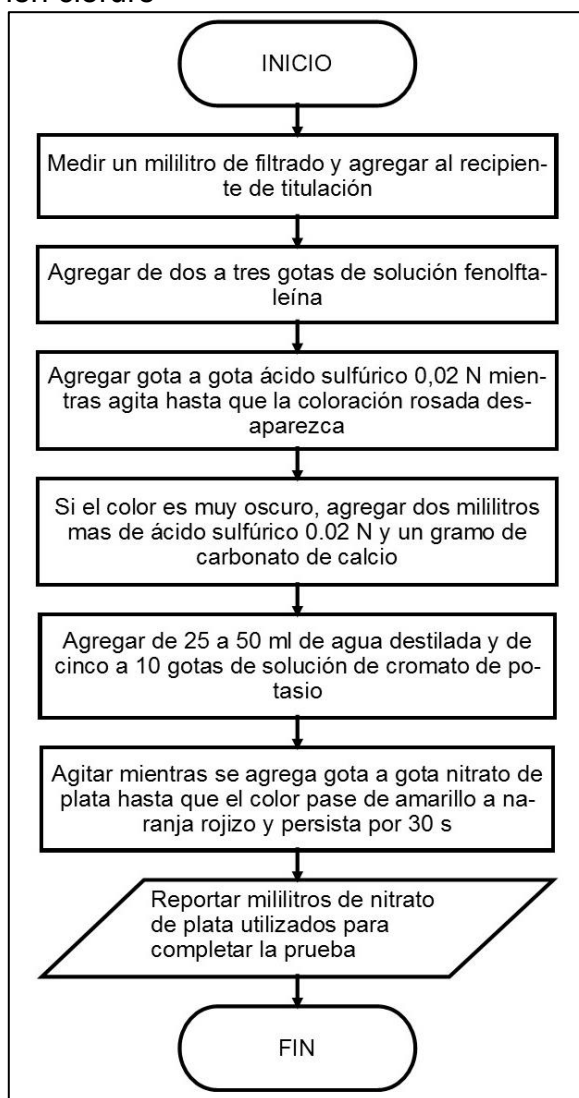 ion cloruro
INICIO
Medir un mililitro de filtrado y agregar al recipien-
te de titulación
Agregar de dos a tres gotas de solución fenolfta-
leína
Agregar gota a gota ácido sulfúrico 0,02 N mien-
tras agita hasta que la coloración rosada des-
aparezca
Si el color es muy oscuro, agregar dos mililitros
mas de ácido sulfúrico 0.02 N y un gramo de
carbonato de calcio
Agregar de 25 a 50 ml de agua destilada y de
cinco a 10 gotas de solución de cromato de po-
tasio
Agitar mientras se agrega gota a gota nitrato de
plata hasta que el color pase de amarillo a na-
ranja rojizo y persista por 30 s
Reportar mililitros de nitrato
de plata utilizados para
completar la prueba
FIN